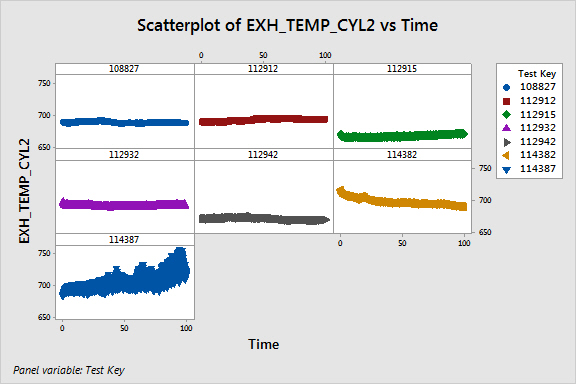 Scatterplot of EXH_TEMP_CYL2 vs Time
0 50 100
108827 112912 112915
750
700
650
112932 112942 114382
750
700
650
0 50 100
114387
750
700
650
0 50 100
EXH_TEMP_CYL2
Time
Test Key
108827
112912
112915
112932
112942
114382
114387
Panel variable: Test Key